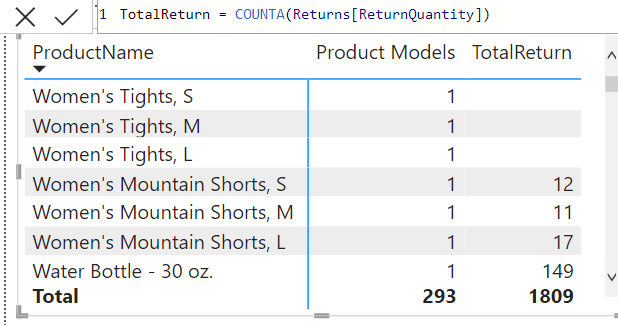 1 TotalReturn = COUNTA(Returns[ReturnQuantity])
ProductName Product Models TotalReturn
Women's Tights, S 1
Women's Tights, M 1
Women's Tights, L 1
Women's Mountain Shorts, S 1 12
Women's Mountain Shorts, M 1 11
Women's Mountain Shorts, L 1 17
Water Bottle - 30 oz. 1 149
Total 293 1809